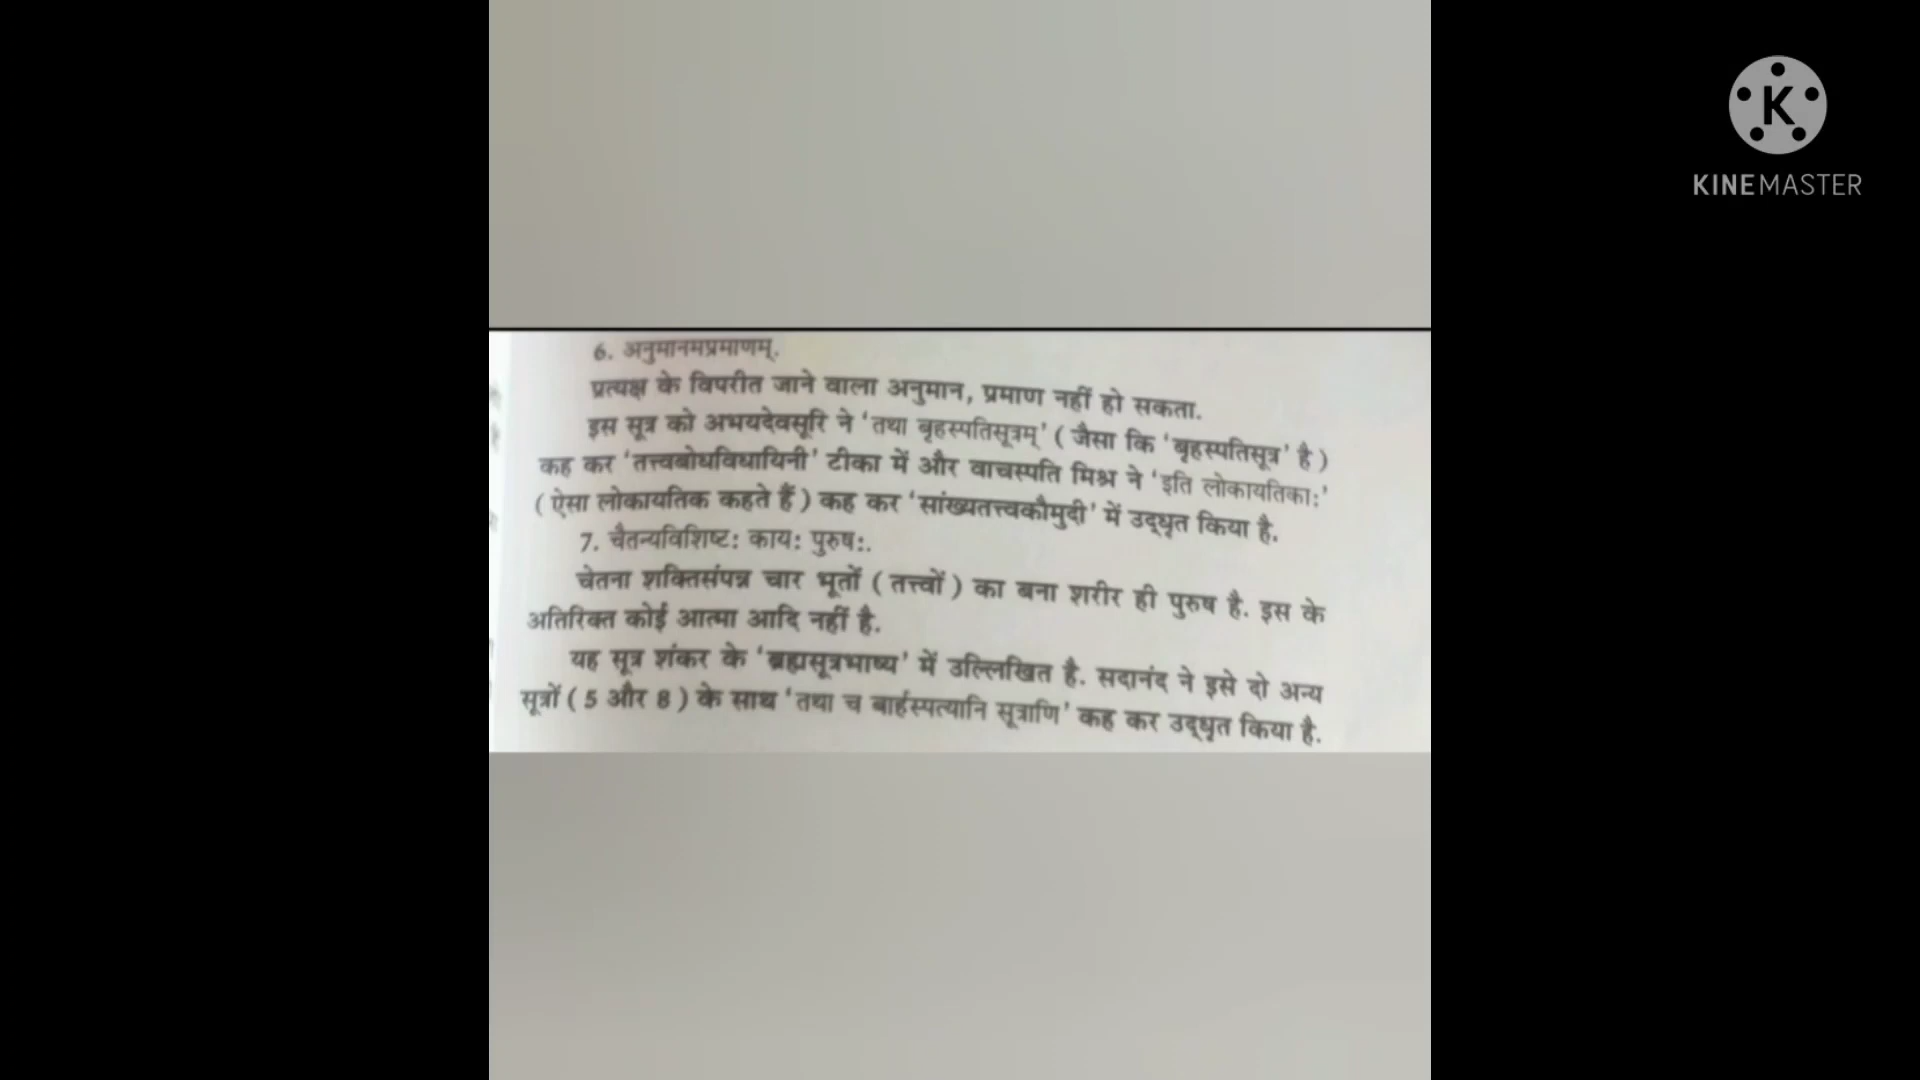 6. अनुमानमप्रमाणम्.
प्रत्यक्ष के विपरीत जाने वाला अनुमान, प्रमाण नहीं हो सकता.
इस सूत्र को अभयदेवसूरि ने ‘तथा बृहस्पतिसूत्रम्’ (जैसा कि ‘बृहस्पतिसूत्र’ है)
कह कर ‘तत्त्वबोधविधायिनी’ टीका में और वाचस्पति मिश्र ने ‘इति लोकायतिकाः’
(ऐसा लोकायतिक कहते हैं) कह कर ‘सांख्यतत्त्वकौमुदी’ में उद्धृत किया है.
7. चैतन्यविशिष्टः कायः पुरुषः.
चेतना शक्तिसंपन्न चार भूतों (तत्त्वों) का बना शरीर ही पुरुष है. इस के
अतिरिक्त कोई आत्मा आदि नहीं है.
यह सूत्र शंकर के ‘ब्रह्मसूत्रभाष्य’ में उल्लिखित है. सदानंद ने इसे दो अन्य
सूत्रों (5 और 8) के साथ ‘तथा च बार्हस्पत्यानि सूत्राणि’ कह कर उद्धृत किया है.
K
KINEMASTER